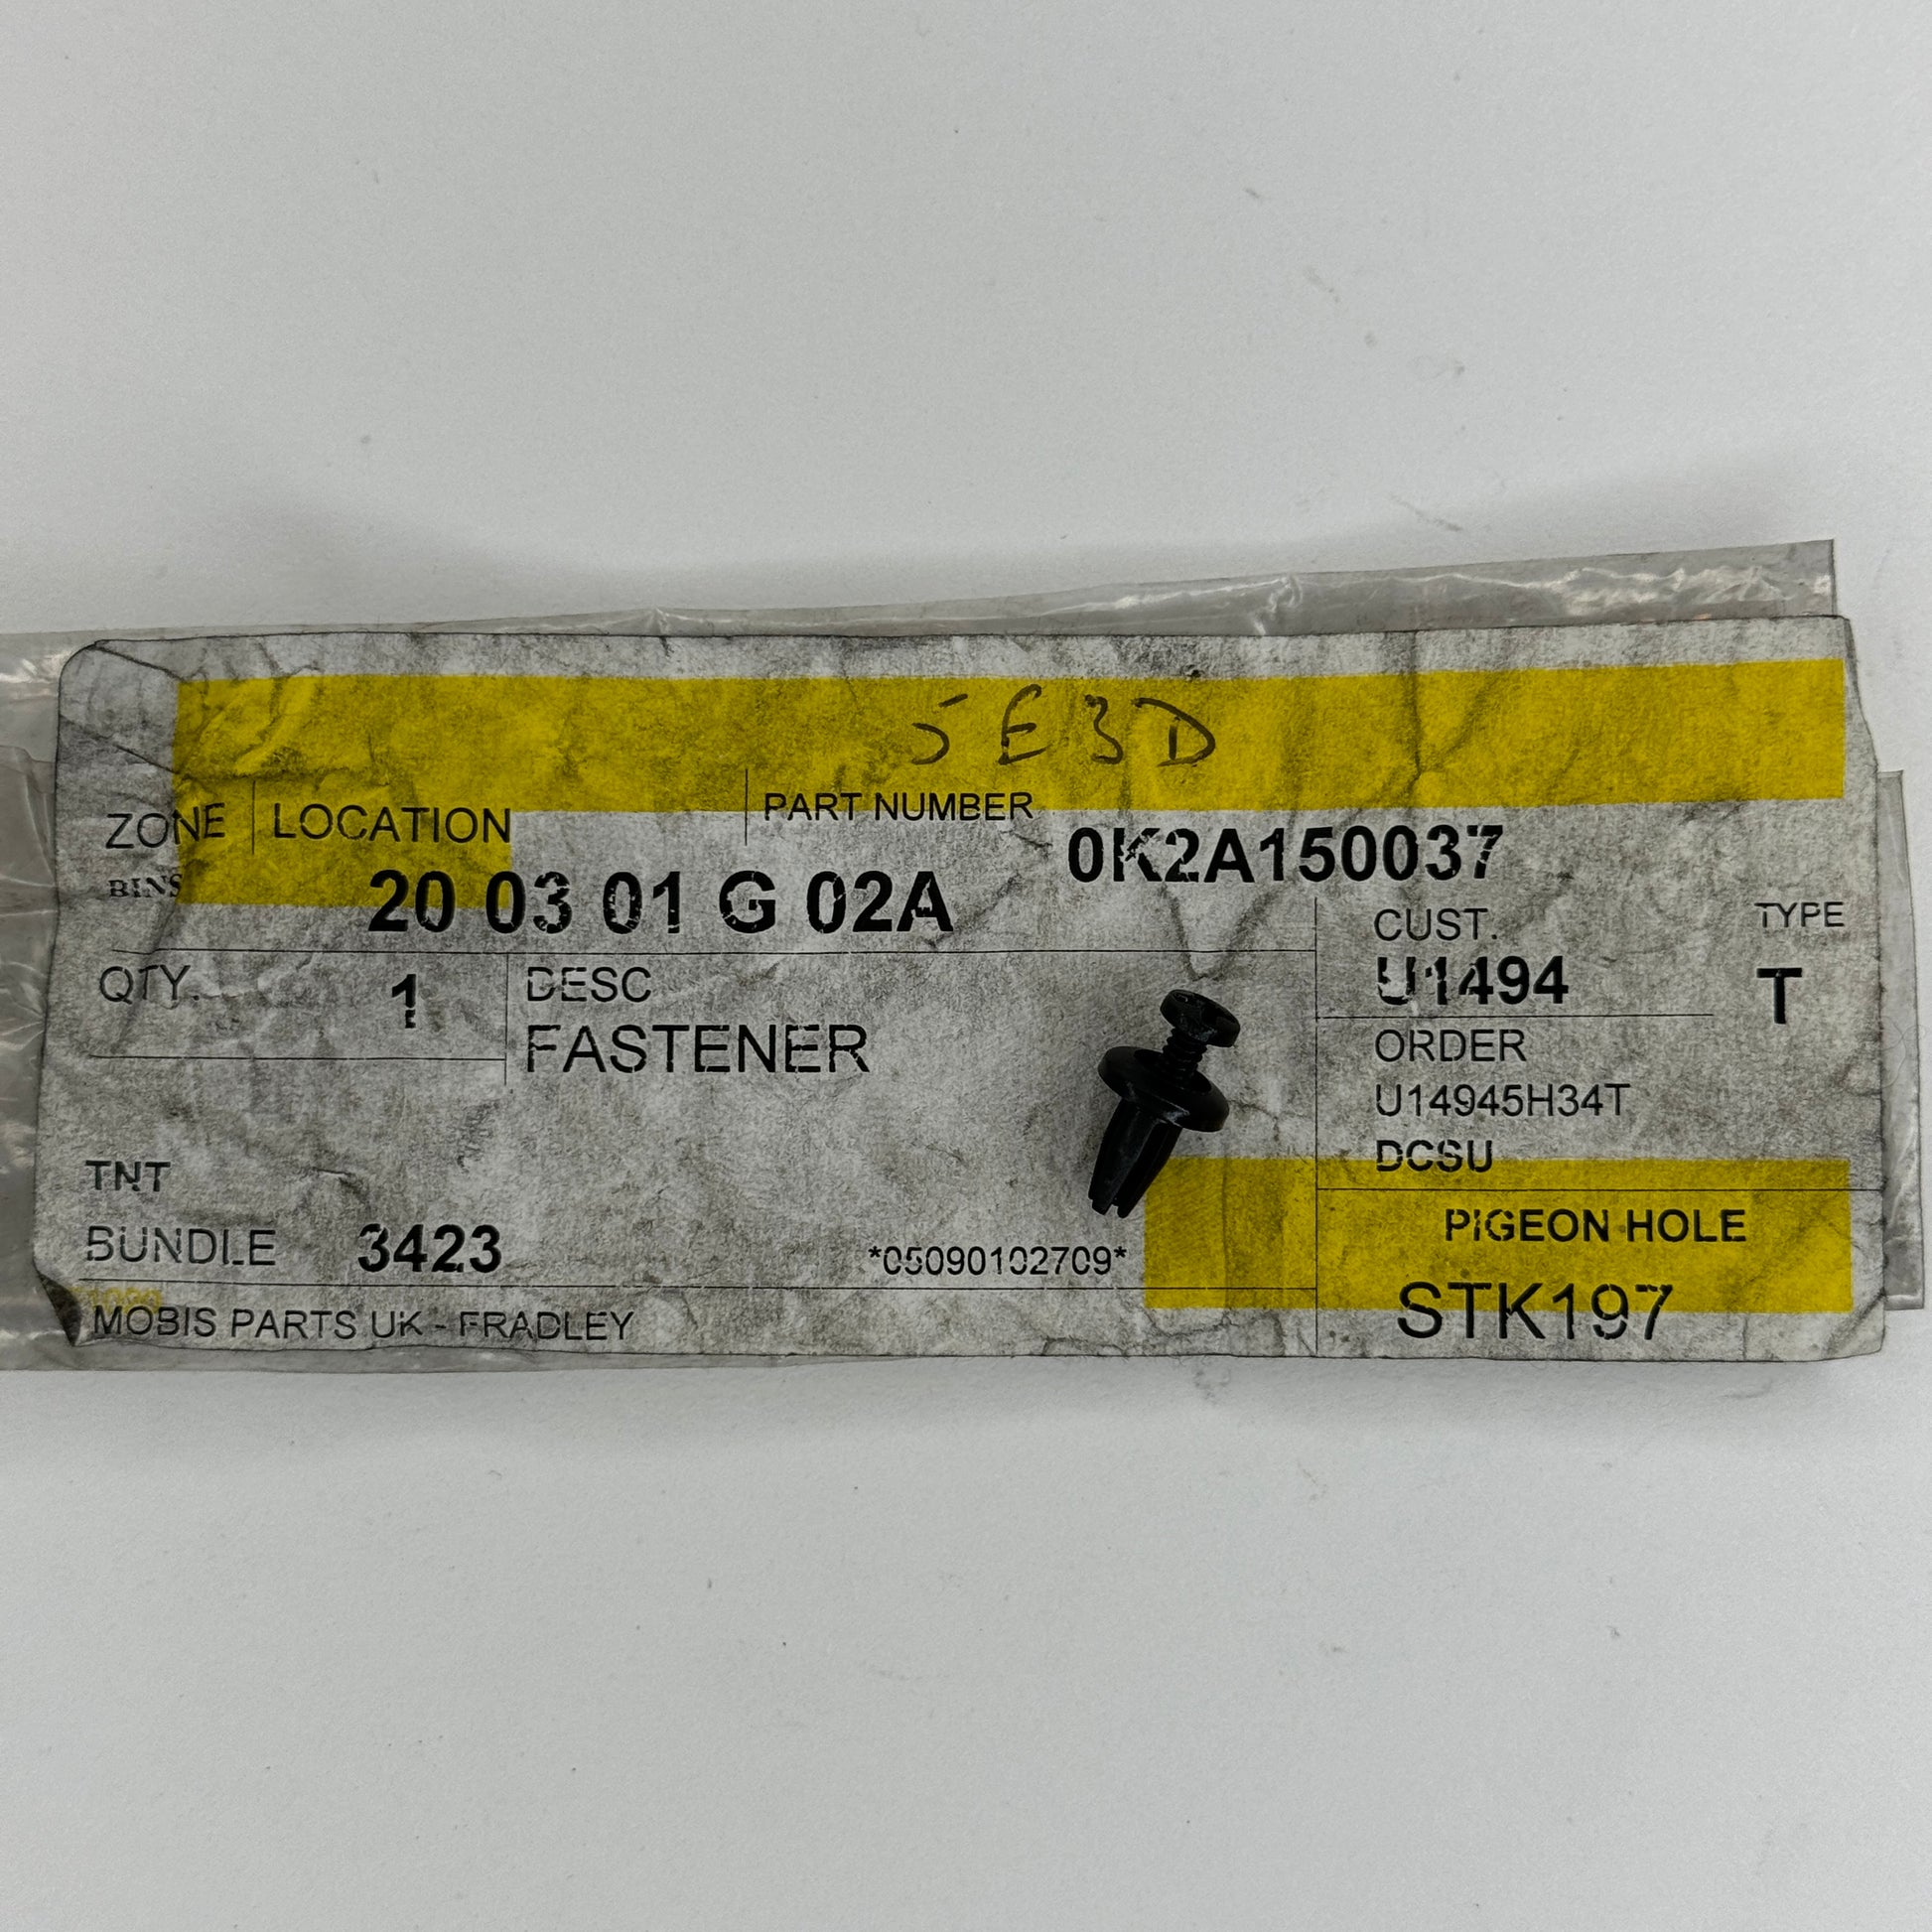 5E3D
ZONE LOCATION PART NUMBER
BINS 20 03 01 G 02A 0K2A150037
CUST. TYPE
QTY. 1 DESC U1494 T
FASTENER ORDER
U14945H34T
TNT DCSU
BUNDLE 3423 *05090102709* PIGEON HOLE
MOBIS PARTS UK - FRADLEY STK197